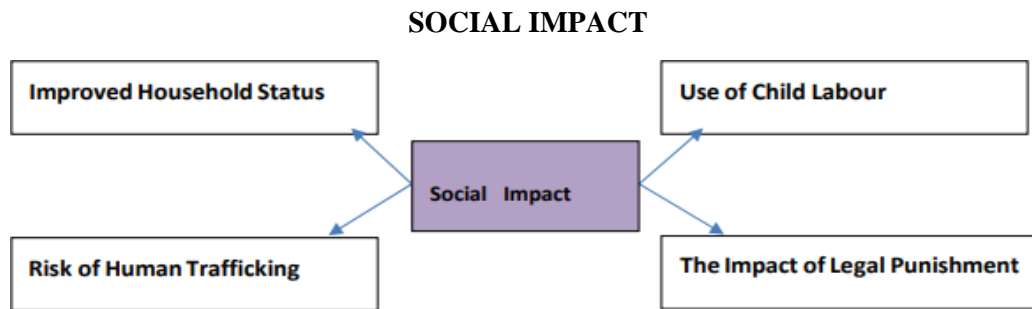 SOCIAL IMPACT
Improved Household Status
Use of Child Labour
Social Impact
Risk of Human Trafficking
The Impact of Legal Punishment